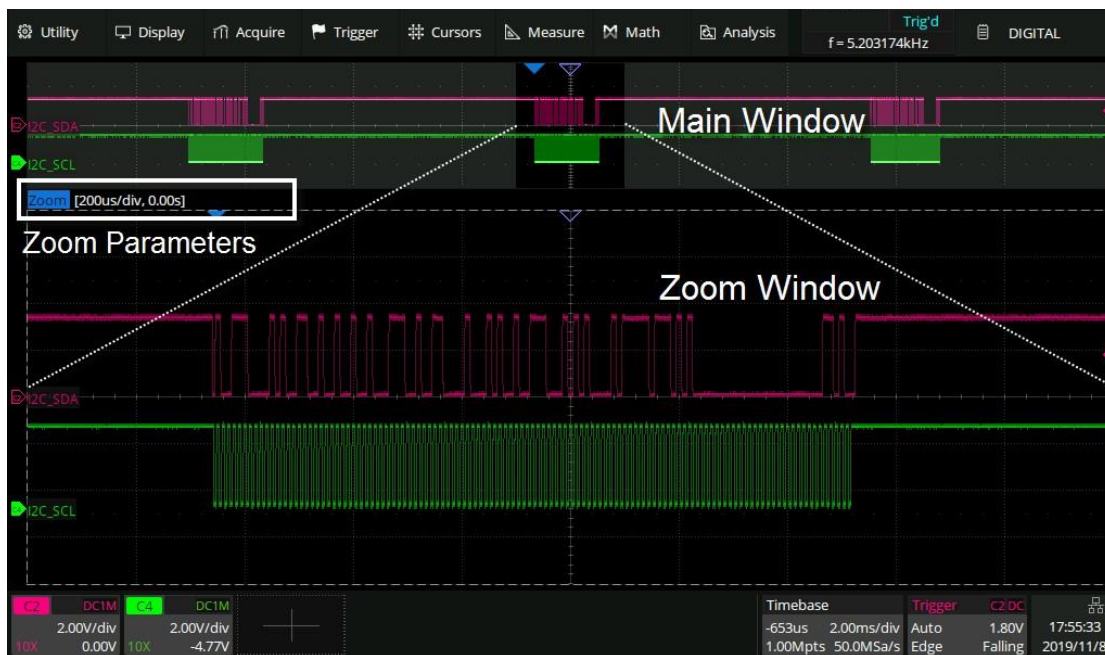 Utility Display Acquire Trigger Cursors Measure Math Analysis Trig'd DIGITAL
f = 5.203174kHz
I2C_SDA
Main Window
I2C_SCL
Zoom [200us/div, 0.00s]
Zoom Parameters
Zoom Window
I2C_SDA
I2C_SCL
C2 DC1M C4 DC1M Timebase Trigger C2 DC
2.00V/div 2.00V/div -653us 2.00ms/div Auto 1.80V 17:55:33
10X 0.00V 10X -4.77V 1.00Mpts 50.0MSa/s Edge Falling 2019/11/8